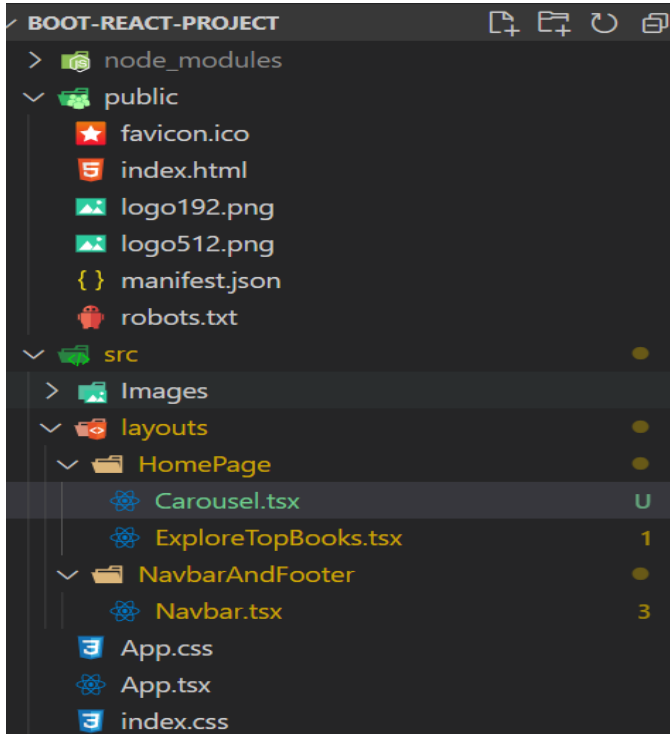 BOOT-REACT-PROJECT
node_modules
public
favicon.ico
index.html
logo192.png
logo512.png
{ } manifest.json
robots.txt
src
Images
layouts
HomePage
Carousel.tsx U
ExploreTopBooks.tsx 1
NavbarAndFooter
Navbar.tsx 3
App.css
App.tsx
index.css